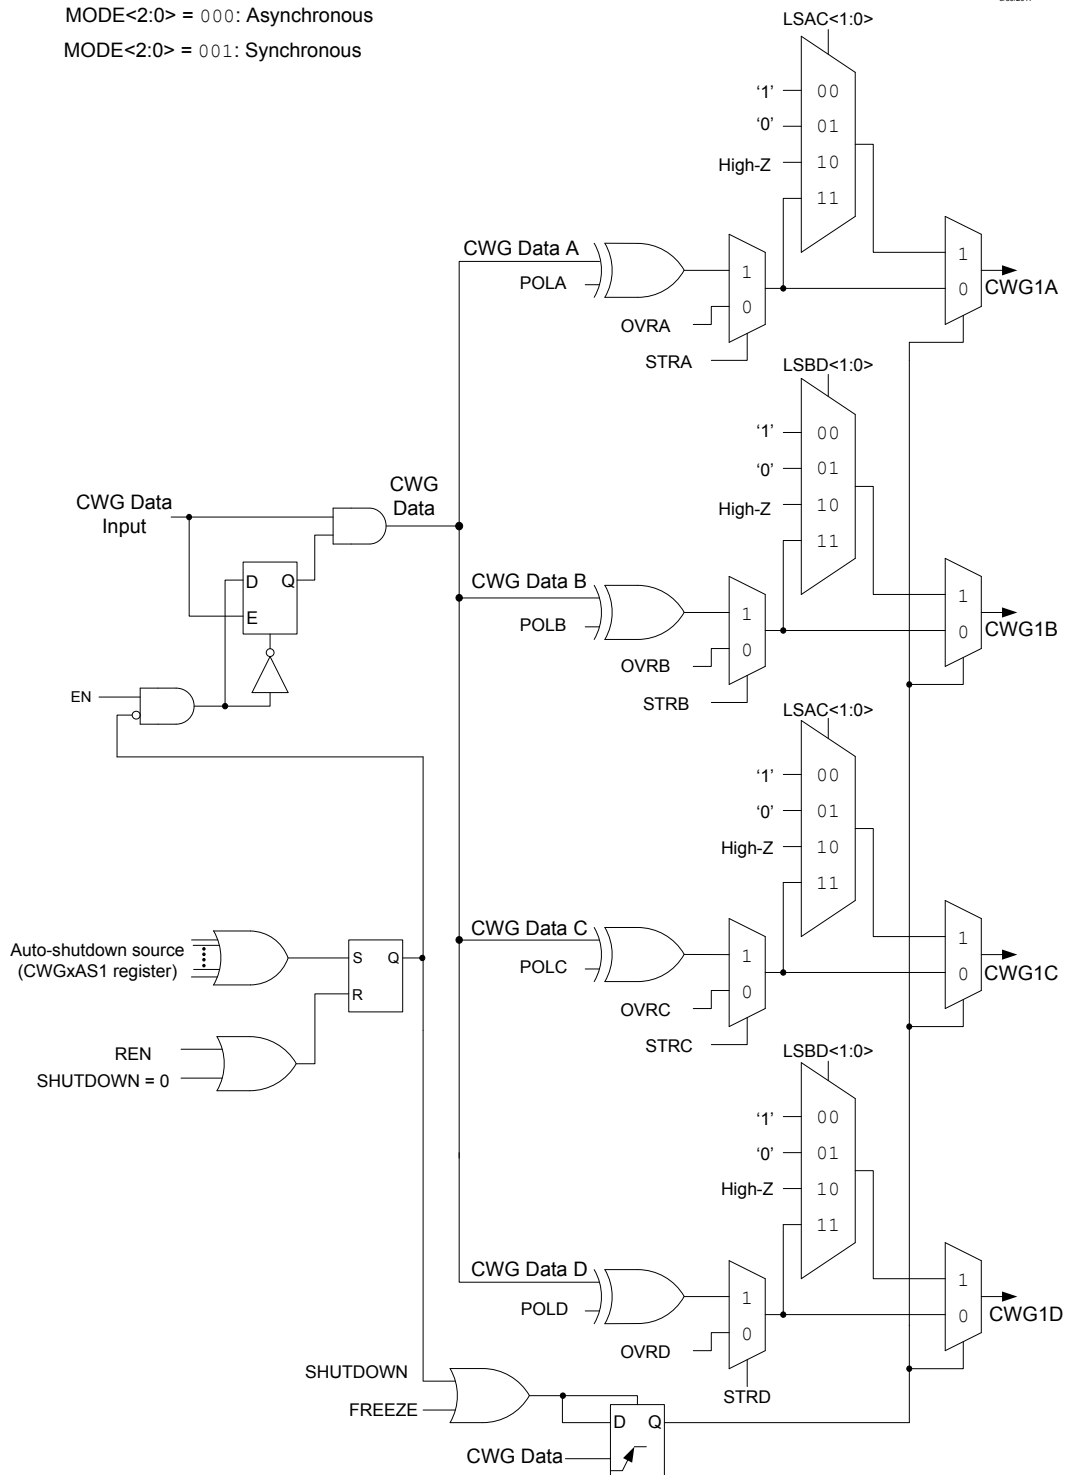 MODE<2:0> = 000: Asynchronous
MODE<2:0> = 001: Synchronous
LSAC<1:0>
'1'
00
'0'
01
High-Z
10
11
CWG Data A
POLA
1
0
OVRA
STRA
1
0
CWG1A
LSBD<1:0>
'1'
00
'0'
01
High-Z
10
11
CWG Data
Input
CWG
Data
D
Q
E
EN
CWG Data B
POLB
1
0
OVRB
STRB
1
0
CWG1B
LSAC<1:0>
'1'
00
'0'
01
High-Z
10
11
Auto-shutdown source
(CWGxAS1 register)
S
Q
R
REN
SHUTDOWN = 0
CWG Data C
POLC
1
0
OVRC
STRC
1
0
CWG1C
LSBD<1:0>
'1'
00
'0'
01
High-Z
10
11
CWG Data D
POLD
1
0
OVRD
STRD
1
0
CWG1D
SHUTDOWN
FREEZE
D
Q
CWG Data